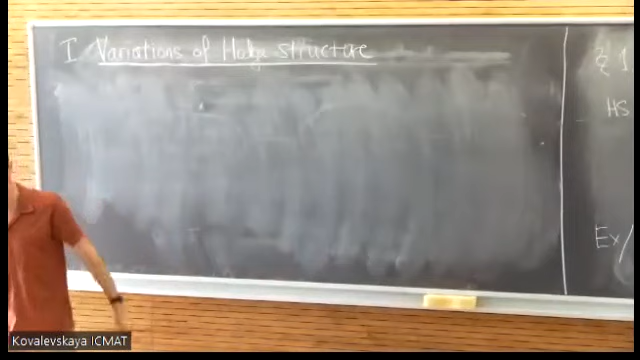 I Variations of Hodge structure
§ 1
HS
Ex/
Kovalevskaya ICMAT